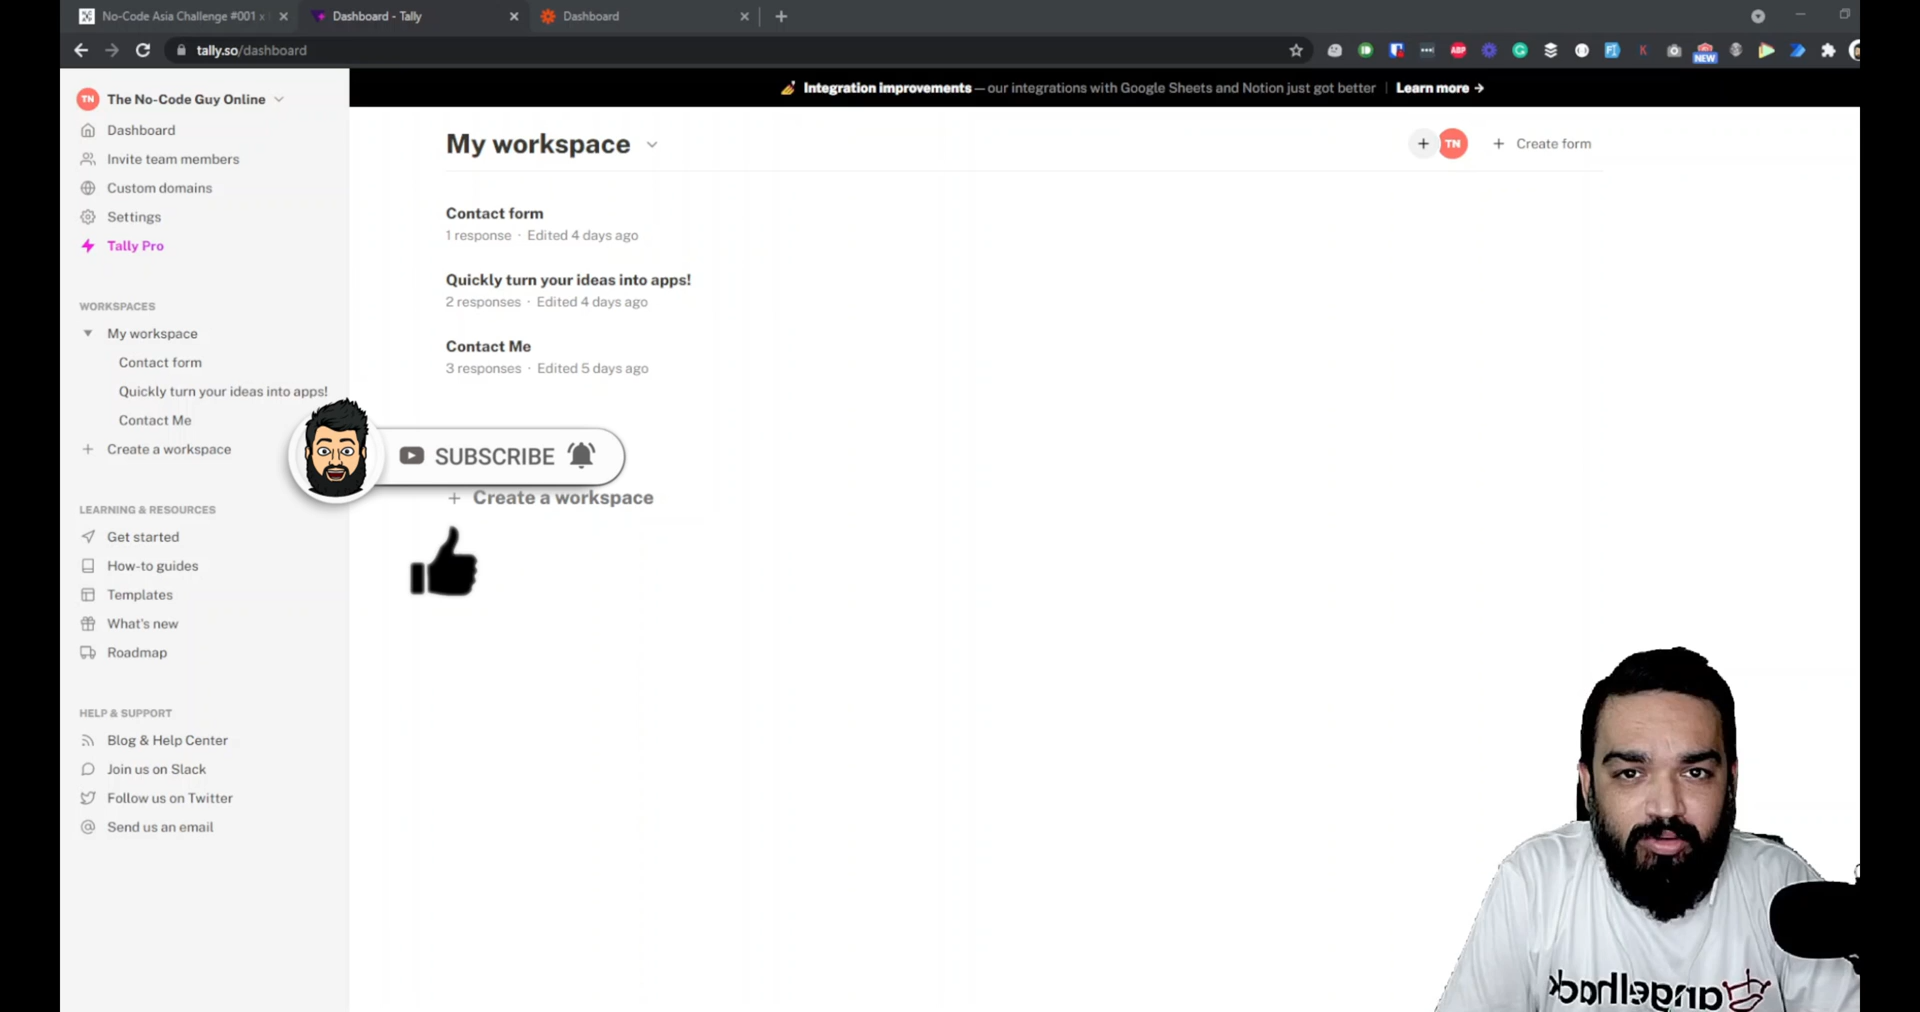 No-Code Asia Challenge #001 x
Dashboard - Tally
Dashboard
tally.so/dashboard
ABP
NEW
TN The No-Code Guy Online
Dashboard
Invite team members
Custom domains
Settings
Tally Pro
WORKSPACES
My workspace
Contact form
Quickly turn your ideas into apps!
Contact Me
Create a workspace
LEARNING & RESOURCES
Get started
How-to guides
Templates
What's new
Roadmap
HELP & SUPPORT
Blog & Help Center
Join us on Slack
Follow us on Twitter
Send us an email
Integration improvements — our integrations with Google Sheets and Notion just got better | Learn more →
My workspace
+ TN + Create form
Contact form
1 response · Edited 4 days ago
Quickly turn your ideas into apps!
2 responses · Edited 4 days ago
Contact Me
3 responses · Edited 5 days ago
SUBSCRIBE
+ Create a workspace
angelhack